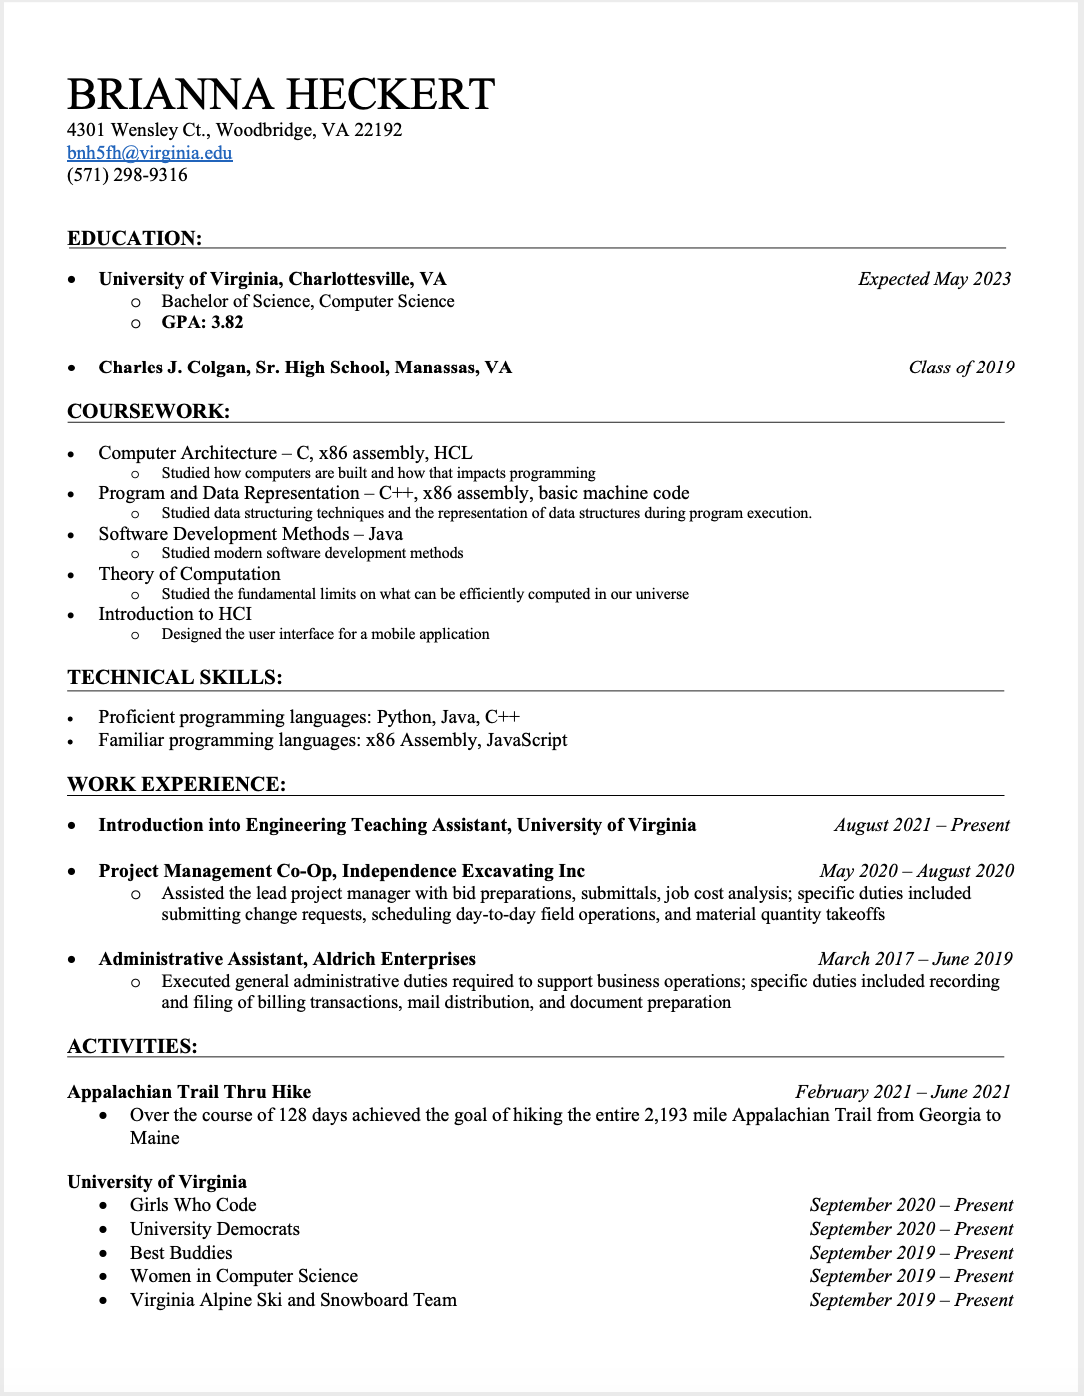 BRIANNA HECKERT
4301 Wensley Ct., Woodbridge, VA 22192
bnh5fh@virginia.edu
(571) 298-9316
EDUCATION:
• University of Virginia, Charlottesville, VA Expected May 2023
o Bachelor of Science, Computer Science
o GPA: 3.82
• Charles J. Colgan, Sr. High School, Manassas, VA Class of 2019
COURSEWORK:
• Computer Architecture – C, x86 assembly, HCL
o Studied how computers are built and how that impacts programming
• Program and Data Representation – C++, x86 assembly, basic machine code
o Studied data structuring techniques and the representation of data structures during program execution.
• Software Development Methods – Java
o Studied modern software development methods
• Theory of Computation
o Studied the fundamental limits on what can be efficiently computed in our universe
• Introduction to HCI
o Designed the user interface for a mobile application
TECHNICAL SKILLS:
• Proficient programming languages: Python, Java, C++
• Familiar programming languages: x86 Assembly, JavaScript
WORK EXPERIENCE:
• Introduction into Engineering Teaching Assistant, University of Virginia August 2021 – Present
• Project Management Co-Op, Independence Excavating Inc May 2020 – August 2020
o Assisted the lead project manager with bid preparations, submittals, job cost analysis; specific duties included
submitting change requests, scheduling day-to-day field operations, and material quantity takeoffs
• Administrative Assistant, Aldrich Enterprises March 2017 – June 2019
o Executed general administrative duties required to support business operations; specific duties included recording
and filing of billing transactions, mail distribution, and document preparation
ACTIVITIES:
Appalachian Trail Thru Hike February 2021 – June 2021
• Over the course of 128 days achieved the goal of hiking the entire 2,193 mile Appalachian Trail from Georgia to
Maine
University of Virginia
• Girls Who Code September 2020 – Present
• University Democrats September 2020 – Present
• Best Buddies September 2019 – Present
• Women in Computer Science September 2019 – Present
• Virginia Alpine Ski and Snowboard Team September 2019 – Present